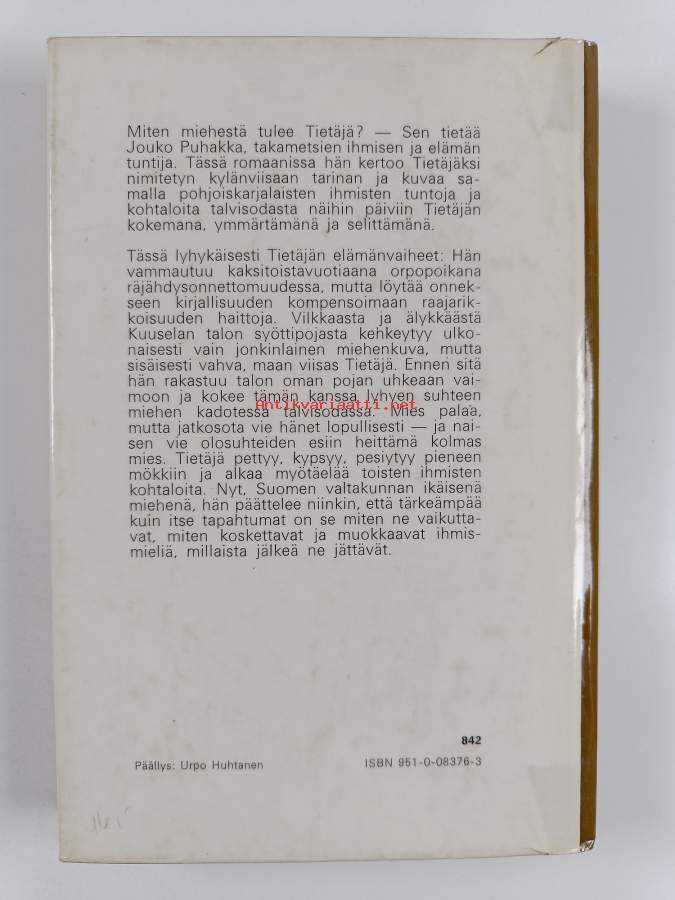 Miten miehestä tulee Tietäjä? — Sen tietää
Jouko Puhakka, takametsien ihmisen ja elämän
tuntija. Tässä romaanissa hän kertoo Tietäjäksi
nimitetyn kylänviisaan tarinan ja kuvaa sa-
malla pohjoiskarjalaisten ihmisten tuntoja ja
kohtaloita talvisodasta näihin päiviin Tietäjän
kokemana, ymmärtämänä ja selittämänä.
Tässä lyhykäisesti Tietäjän elämänvaiheet: Hän
vammautuu kaksitoistavuotiaana orpopoikana
räjähdysonnettomuudessa, mutta löytää onnek-
seen kirjallisuuden kompensoimaan raajarik-
koisuuden haittoja. Vilkkaasta ja älykkäästä
Kuuselan talon syöttipojasta kehkeytyy ulko-
naisesti vain jonkinlainen miehenkuva, mutta
sisäisesti vahva, maan viisas Tietäjä. Ennen sitä
hän rakastuu talon oman pojan uhkeaan vai-
moon ja kokee tämän kanssa lyhyen suhteen
Antikvariaatti.net
miehen kadotessa talvisodassa. Mies palaa,
mutta jatkosota vie hänet lopullisesti — ja nai-
sen vie olosuhteiden esiin heittämä kolmas
mies. Tietäjä pettyy, kypsyy, pesiytyy pieneen
mökkiin ja alkaa myötäelää toisten ihmisten
kohtaloita. Nyt, Suomen valtakunnan ikäisenä
miehenä, hän päättelee niinkin, että tärkeämpää
kuin itse tapahtumat on se miten ne vaikutta-
vat, miten koskettavat ja muokkaavat ihmis-
mieliä, millaista jälkeä ne jättävät.
842
Päällys: Urpo Huhtanen
ISBN 951-0-08376-3